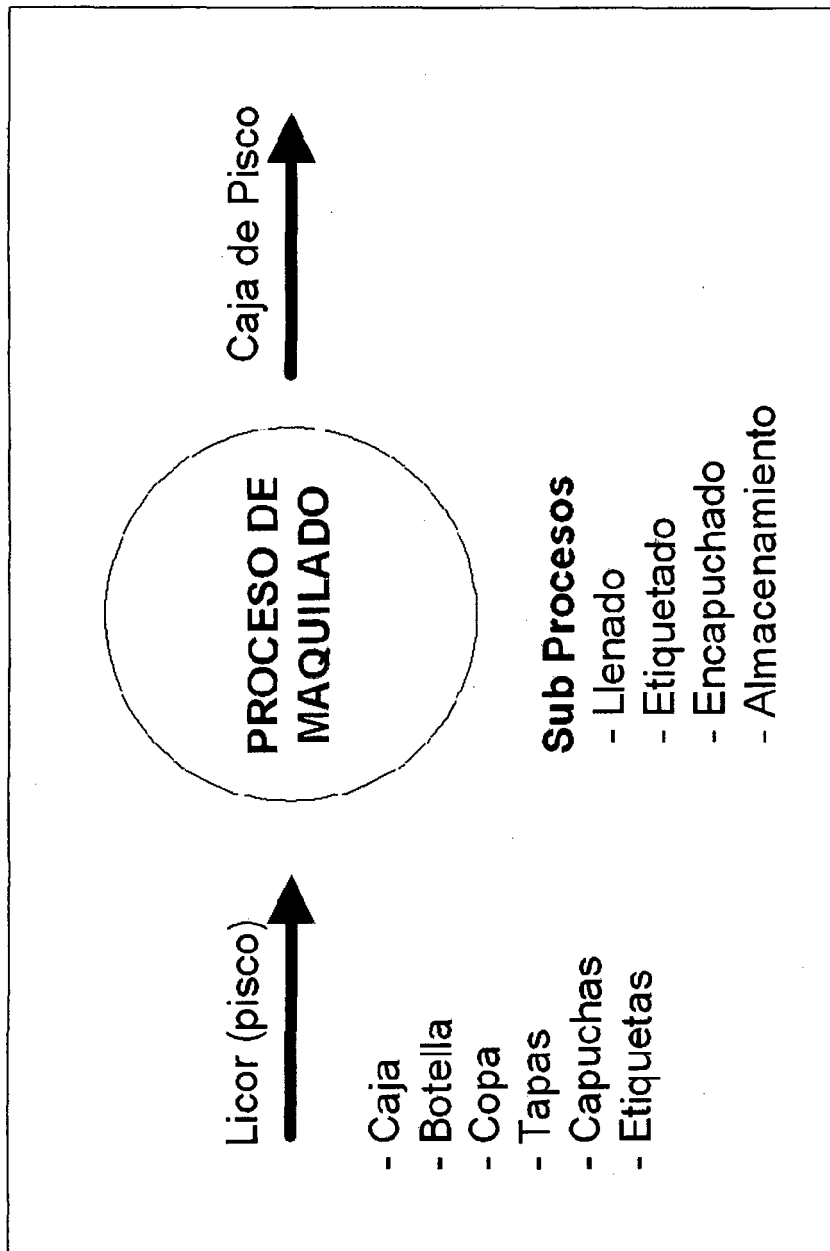 Licor (pisco)
- Caja
- Botella
- Copa
- Tapas
- Capuchas
- Etiquetas
PROCESO DE
MAQUILADO
Sub Procesos
- Llenado
- Etiquetado
- Encapuchado
- Almacenamiento
Caja de Pisco